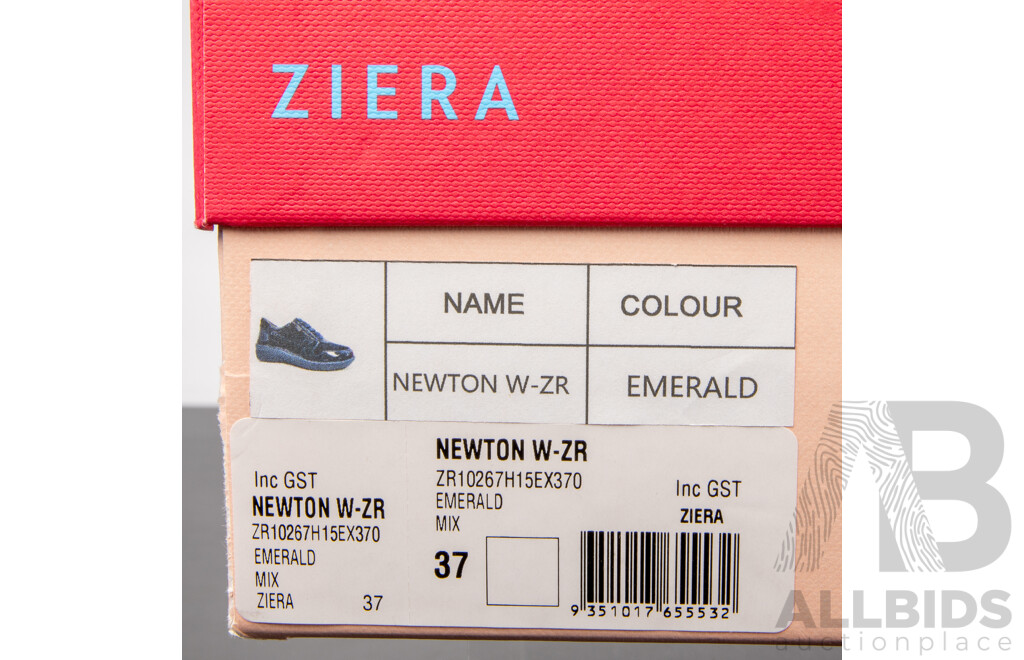 ZIERA
NAME COLOUR
NEWTON W-ZR EMERALD
Inc GST
NEWTON W-ZR
ZR10267H15EX370
EMERALD
MIX
ZIERA 37
NEWTON W-ZR
ZR10267H15EX370
EMERALD
MIX
37
Inc GST
ZIERA
9 351017 655532
AB
ALLBIDS
auctionplace